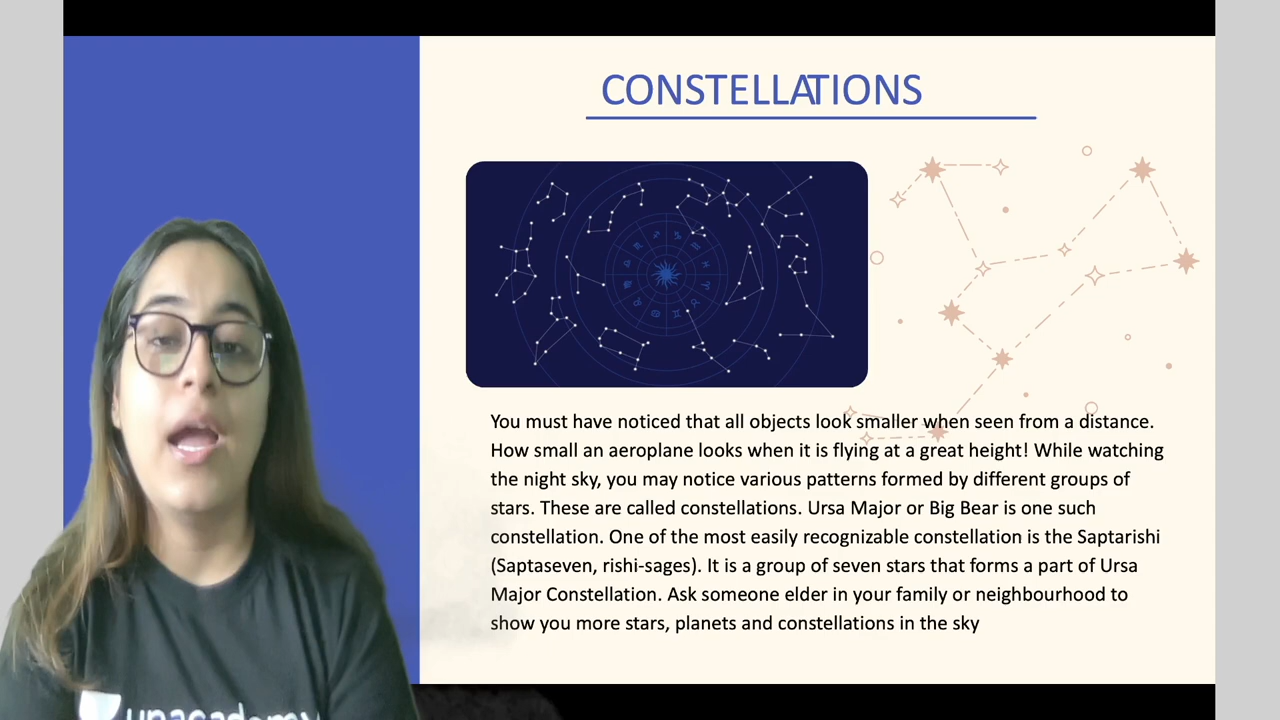 CONSTELLATIONS
You must have noticed that all objects look smaller when seen from a distance.
How small an aeroplane looks when it is flying at a great height! While watching
the night sky, you may notice various patterns formed by different groups of
stars. These are called constellations. Ursa Major or Big Bear is one such
constellation. One of the most easily recognizable constellation is the Saptarishi
(Saptaseven, rishi-sages). It is a group of seven stars that forms a part of Ursa
Major Constellation. Ask someone elder in your family or neighbourhood to
show you more stars, planets and constellations in the sky
unacademy